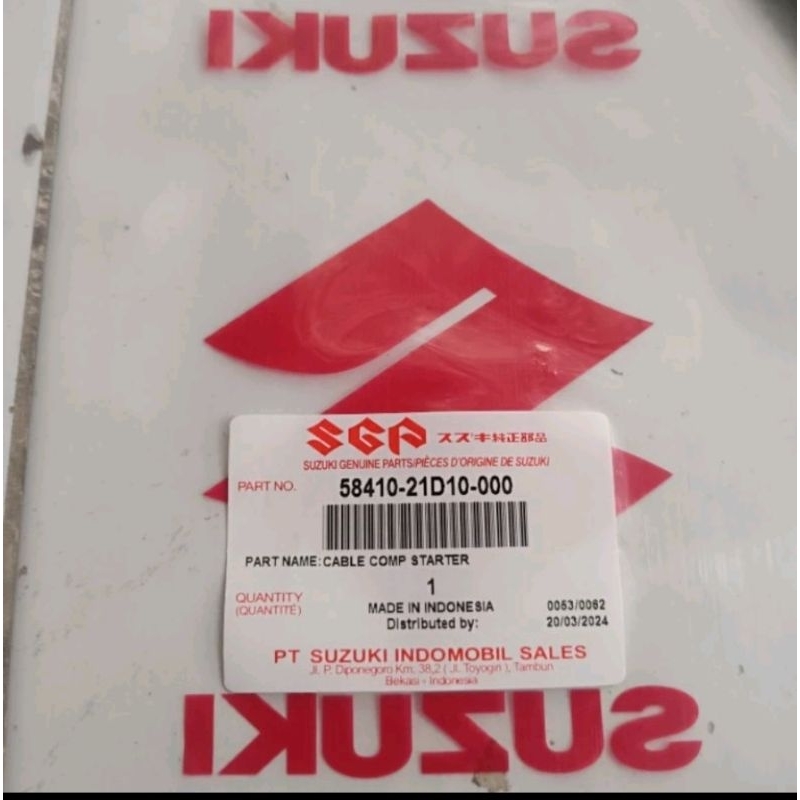 SUZUKI
SGP スズキ純正部品
SUZUKI GENUINE PARTS/PIÈCES D'ORIGINE DE SUZUKI
PART NO. 58410-21D10-000
PART NAME:CABLE COMP STARTER
QUANTITY 1
(QUANTITÉ) MADE IN INDONESIA 0053/0062
Distributed by: 20/03/2024
PT SUZUKI INDOMOBIL SALES
Jl. P. Diponegoro Km, 38,2 ( Jl. Toyogiri ), Tambun
Bekasi - Indonesia
SUZUKI